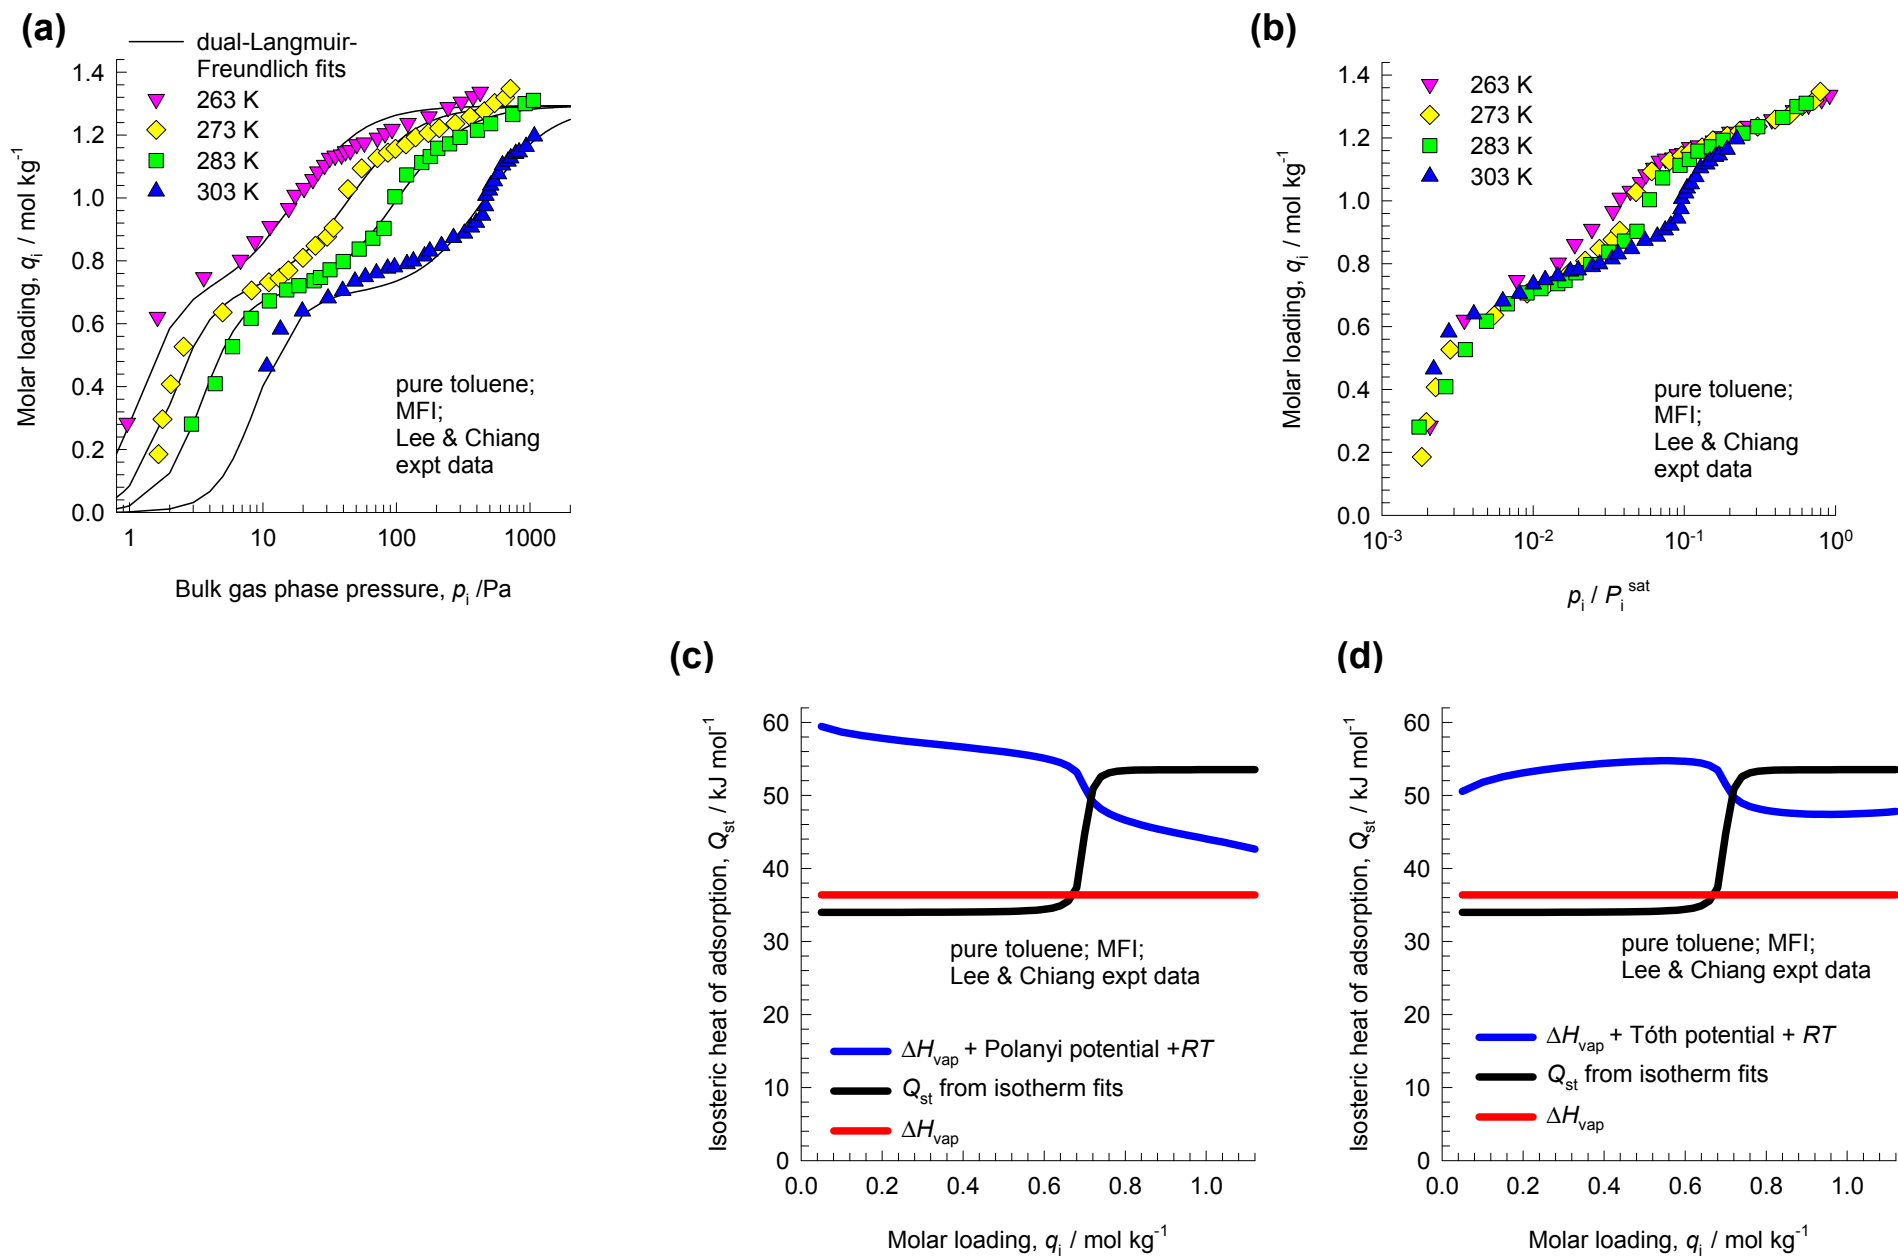 (a)
dual-Langmuir-
Freundlich fits
263 K
273 K
283 K
303 K
pure toluene;
MFI;
Lee & Chiang
expt data
Molar loading, qᵢ / mol kg⁻¹
1.4
1.2
1.0
0.8
0.6
0.4
0.2
0.0
1 10 100 1000
Bulk gas phase pressure, pᵢ /Pa
(b)
263 K
273 K
283 K
303 K
pure toluene;
MFI;
Lee & Chiang
expt data
Molar loading, qᵢ / mol kg⁻¹
1.4
1.2
1.0
0.8
0.6
0.4
0.2
0.0
10⁻³ 10⁻² 10⁻¹ 10⁰
pᵢ / Pᵢ sat
(c)
Isosteric heat of adsorption, Qst / kJ mol⁻¹
60
50
40
30
20
10
0
pure toluene; MFI;
Lee & Chiang expt data
ΔHvap + Polanyi potential +RT
Qst from isotherm fits
ΔHvap
0.0 0.2 0.4 0.6 0.8 1.0
Molar loading, qᵢ / mol kg⁻¹
(d)
Isosteric heat of adsorption, Qst / kJ mol⁻¹
60
50
40
30
20
10
0
pure toluene; MFI;
Lee & Chiang expt data
ΔHvap + Tóth potential + RT
Qst from isotherm fits
ΔHvap
0.0 0.2 0.4 0.6 0.8 1.0
Molar loading, qᵢ / mol kg⁻¹